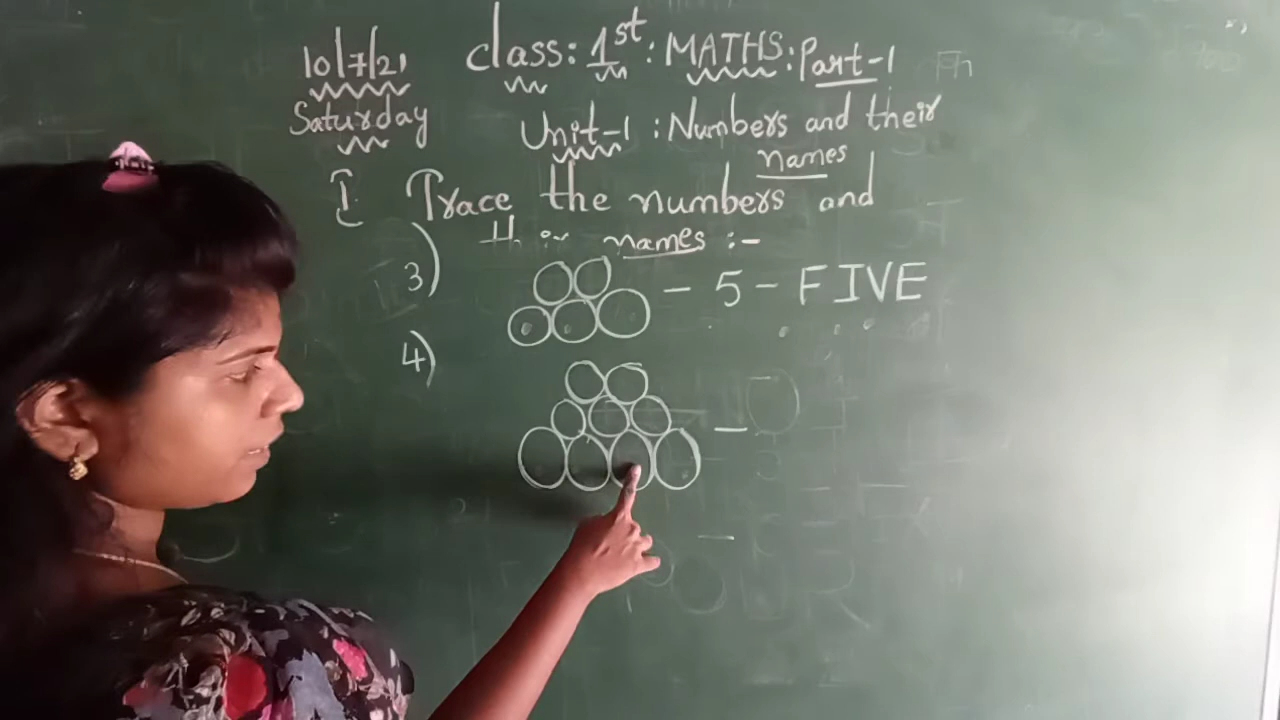 10/7/21 class: 1st: MATHS: Part-1
Saturday Unit-1 : Numbers and their
names
I Trace the numbers and
names :-
3) - 5 - FIVE
4) -